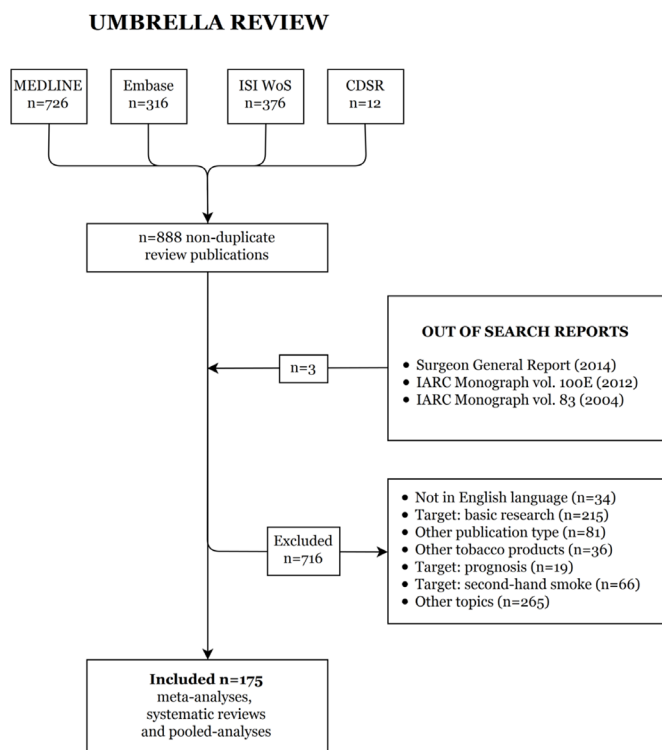 UMBRELLA REVIEW
MEDLINE
n=726
Embase
n=316
ISI WoS
n=376
CDSR
n=12
n=888 non-duplicate
review publications
OUT OF SEARCH REPORTS
• Surgeon General Report (2014)
• IARC Monograph vol. 100E (2012)
• IARC Monograph vol. 83 (2004)
n=3
• Not in English language (n=34)
• Target: basic research (n=215)
• Other publication type (n=81)
• Other tobacco products (n=36)
• Target: prognosis (n=19)
• Target: second-hand smoke (n=66)
• Other topics (n=265)
Excluded
n=716
Included n=175
meta-analyses,
systematic reviews
and pooled-analyses